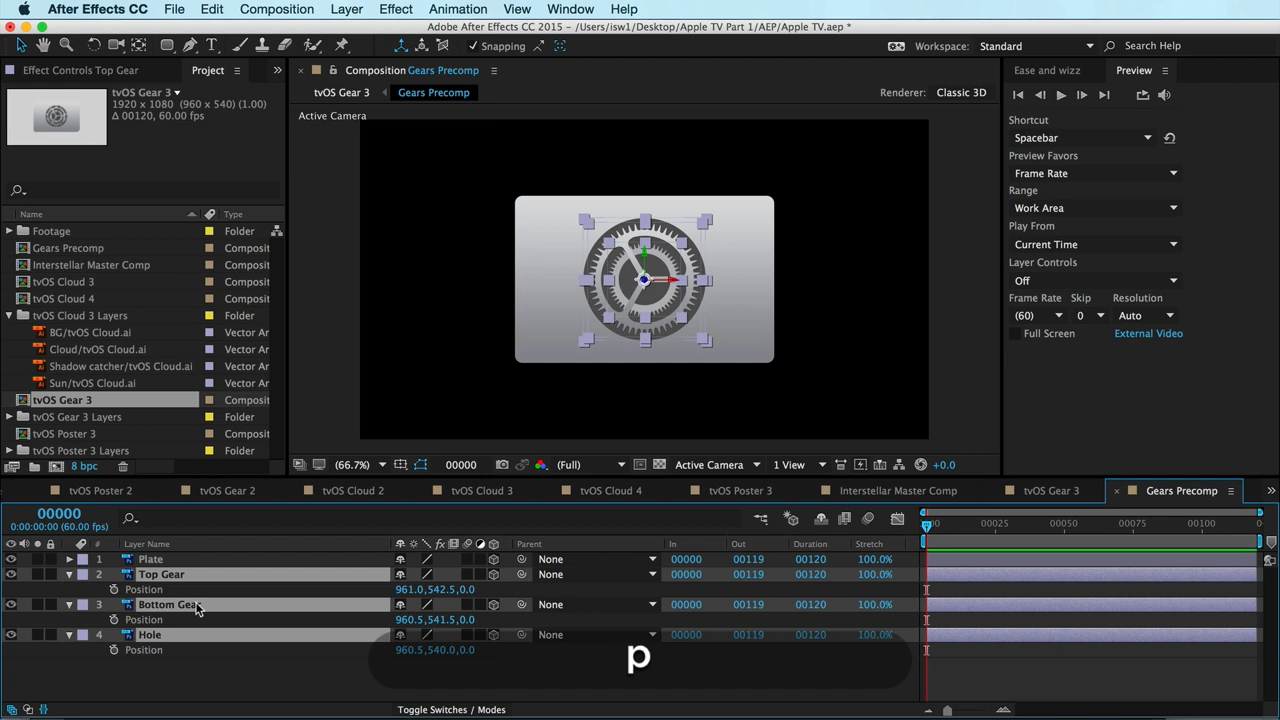 After Effects CC File Edit Composition Layer Effect Animation View Window Help
Adobe After Effects CC 2015 - /Users/isw1/Desktop/Apple TV Part 1/AEP/Apple TV.aep *
Snapping Workspace: Standard Search Help
Effect Controls Top Gear Project
tvOS Gear 3
1920 x 1080 (960 x 540) (1.00)
Δ 00120, 60.00 fps
Name Type
Footage Folder
Gears Precomp Composit
Interstellar Master Comp Composit
tvOS Cloud 3 Composit
tvOS Cloud 4 Composit
tvOS Cloud 3 Layers Folder
BG/tvOS Cloud.ai Vector Ar
Cloud/tvOS Cloud.ai Vector Ar
Shadow catcher/tvOS Cloud.ai Vector Ar
Sun/tvOS Cloud.ai Vector Ar
tvOS Gear 3 Composit
tvOS Gear 3 Layers Folder
tvOS Poster 3 Composit
tvOS Poster 3 Layers Folder
8 bpc
Composition Gears Precomp
tvOS Gear 3 Gears Precomp Renderer: Classic 3D
Active Camera
(66.7%) 00000 (Full) Active Camera 1 View +0.0
Ease and wizz Preview
Shortcut
Spacebar
Preview Favors
Frame Rate
Range
Work Area
Play From
Current Time
Layer Controls
Off
Frame Rate Skip Resolution
(60) 0 Auto
Full Screen External Video
tvOS Poster 2 tvOS Gear 2 tvOS Cloud 2 tvOS Cloud 3 tvOS Cloud 4 tvOS Poster 3 Interstellar Master Comp tvOS Gear 3 Gears Precomp
00000
0:00:00:00 (60.00 fps)
00025 00050 00075 00100
# Layer Name Parent In Out Duration Stretch
1 Plate None 00000 00119 00120 100.0%
2 Top Gear None 00000 00119 00120 100.0%
Position 961.0,542.5,0.0
3 Bottom Gear None 00000 00119 00120 100.0%
Position 960.5,541.5,0.0
4 Hole None 00000 00119 00120 100.0%
Position 960.5,540.0,0.0
p
Toggle Switches / Modes